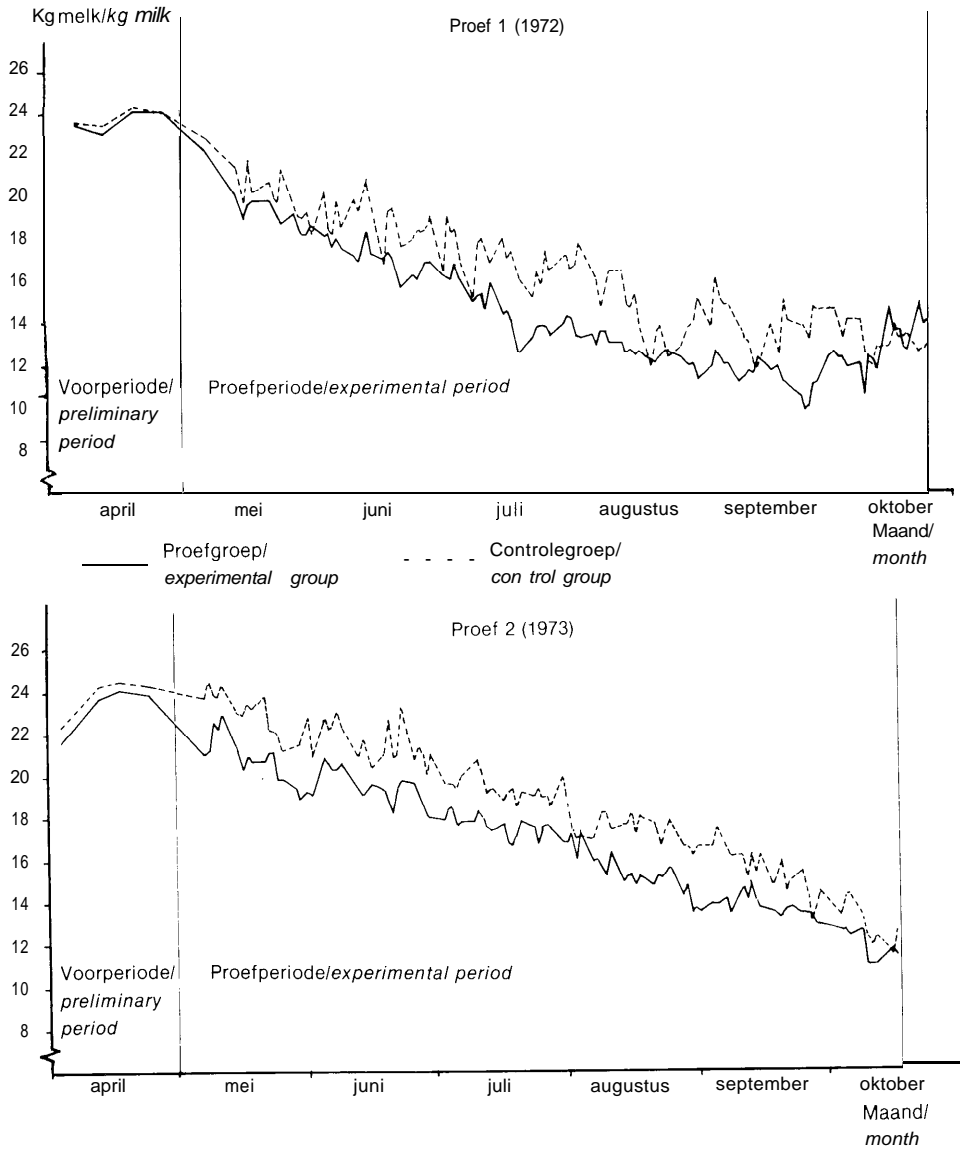 Kg melk/kg milk
Proef 1 (1972)
26
24
22
20
18
16
14
12
10
8
Voorperiode/
preliminary
period
Proefperiode/experimental period
april mei juni juli augustus september oktober
Maand/
month
Proefgroep/
experimental group
Controlegroep/
con trol group
Proef 2 (1973)
26
24
22
20
18
16
14
12
10
8
Voorperiode/
preliminary
period
Proefperiode/experimental period
april mei juni juli augustus september oktober
Maand/
month